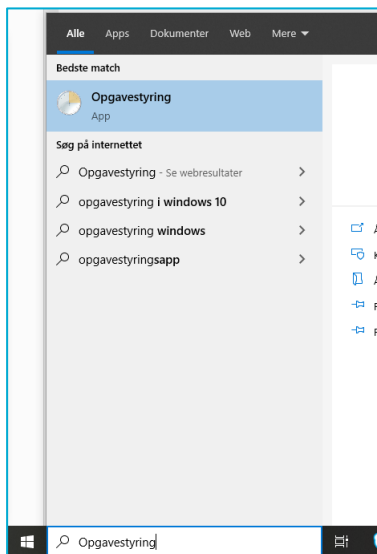 Alle Apps Dokumenter Web Mere
Bedste match
Opgavestyring
App
Søg på internettet
Opgavestyring - Se webresultater
opgavestyring i windows 10
opgavestyring windows
opgavestyringsapp
Opgavestyring